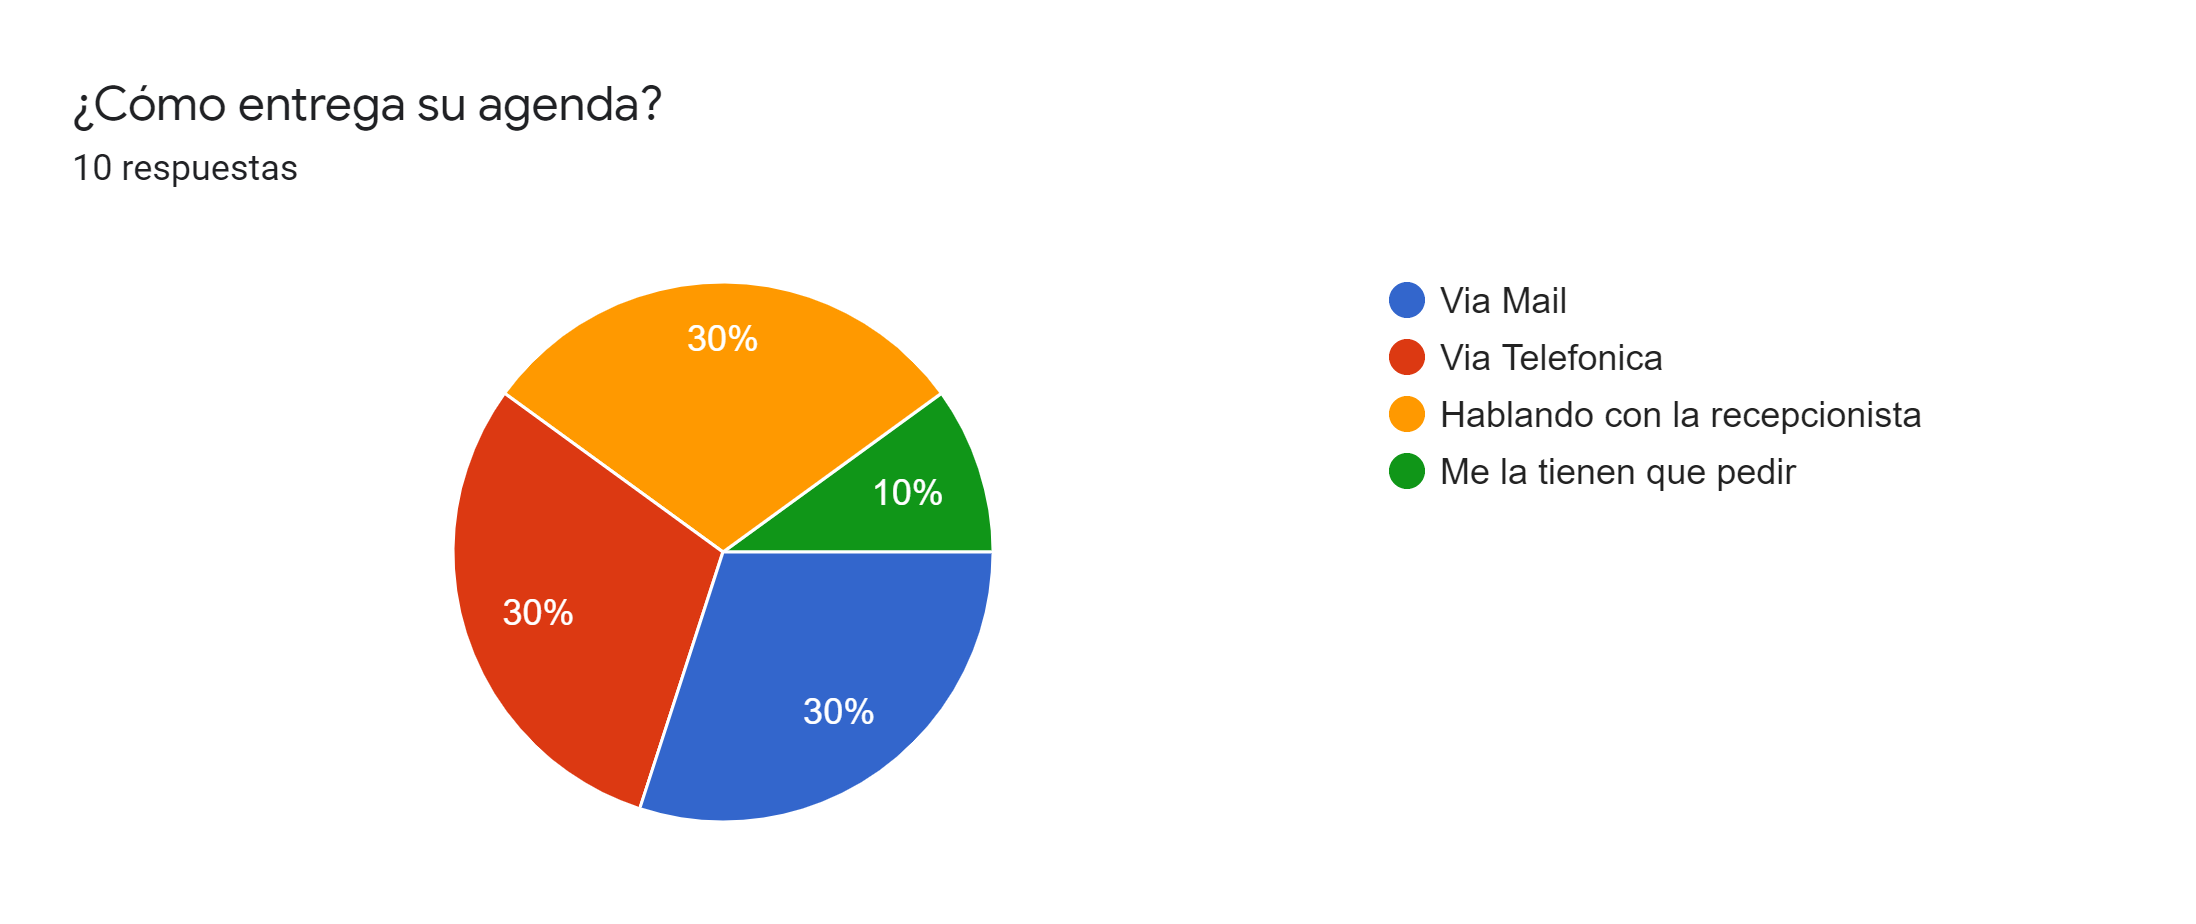 ¿Cómo entrega su agenda?
10 respuestas
30%
10%
30%
30%
Via Mail
Via Telefonica
Hablando con la recepcionista
Me la tienen que pedir